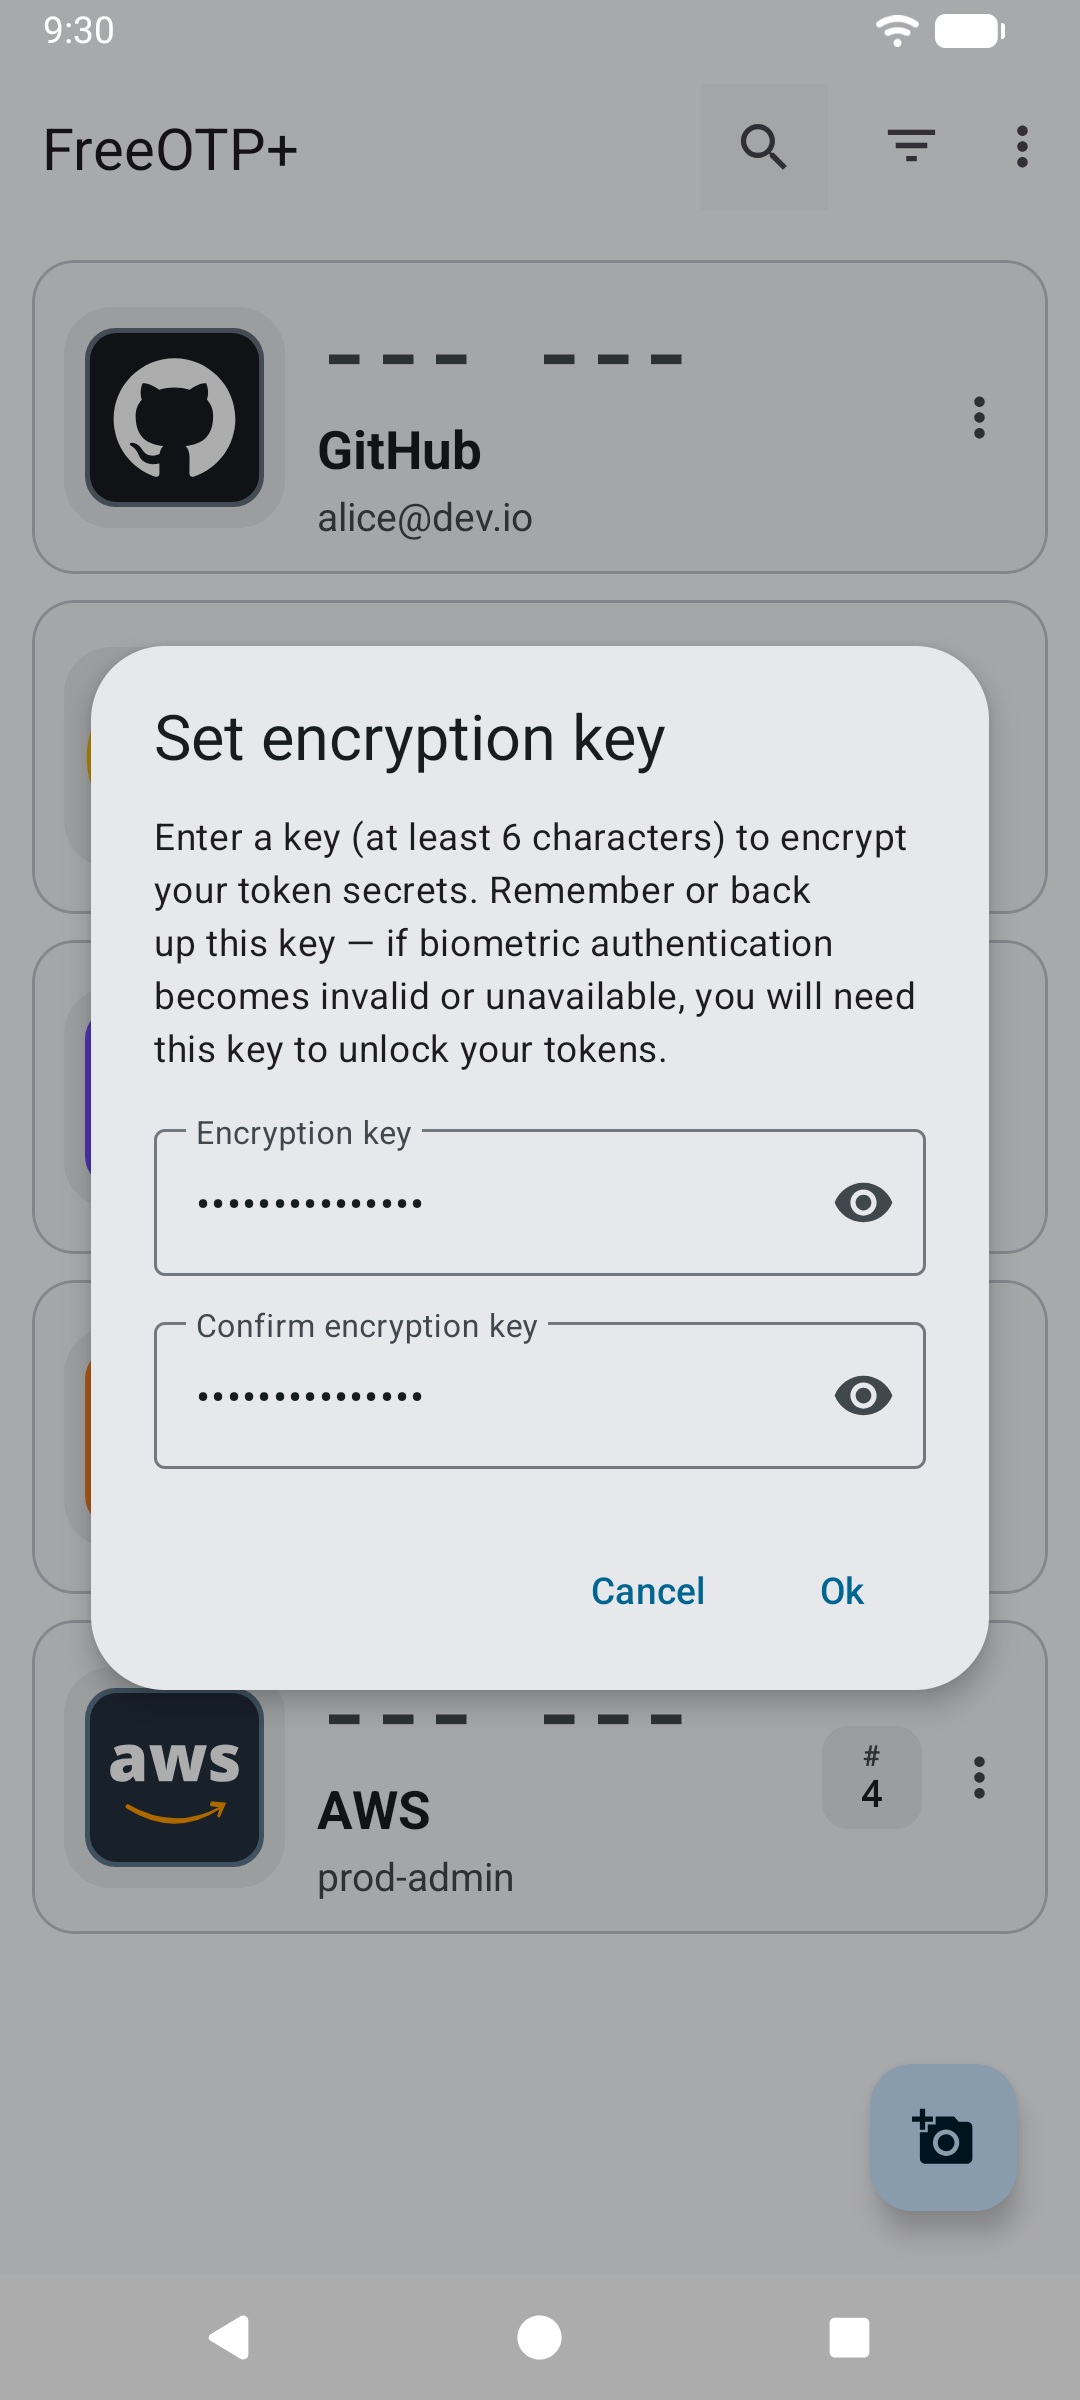 9:30
FreeOTP+
--- ---
GitHub
alice@dev.io
Set encryption key
Enter a key (at least 6 characters) to encrypt
your token secrets. Remember or back
up this key — if biometric authentication
becomes invalid or unavailable, you will need
this key to unlock your tokens.
Encryption key
•••••••••••••••
Confirm encryption key
•••••••••••••••
Cancel Ok
aws
--- ---
AWS
prod-admin
#
4